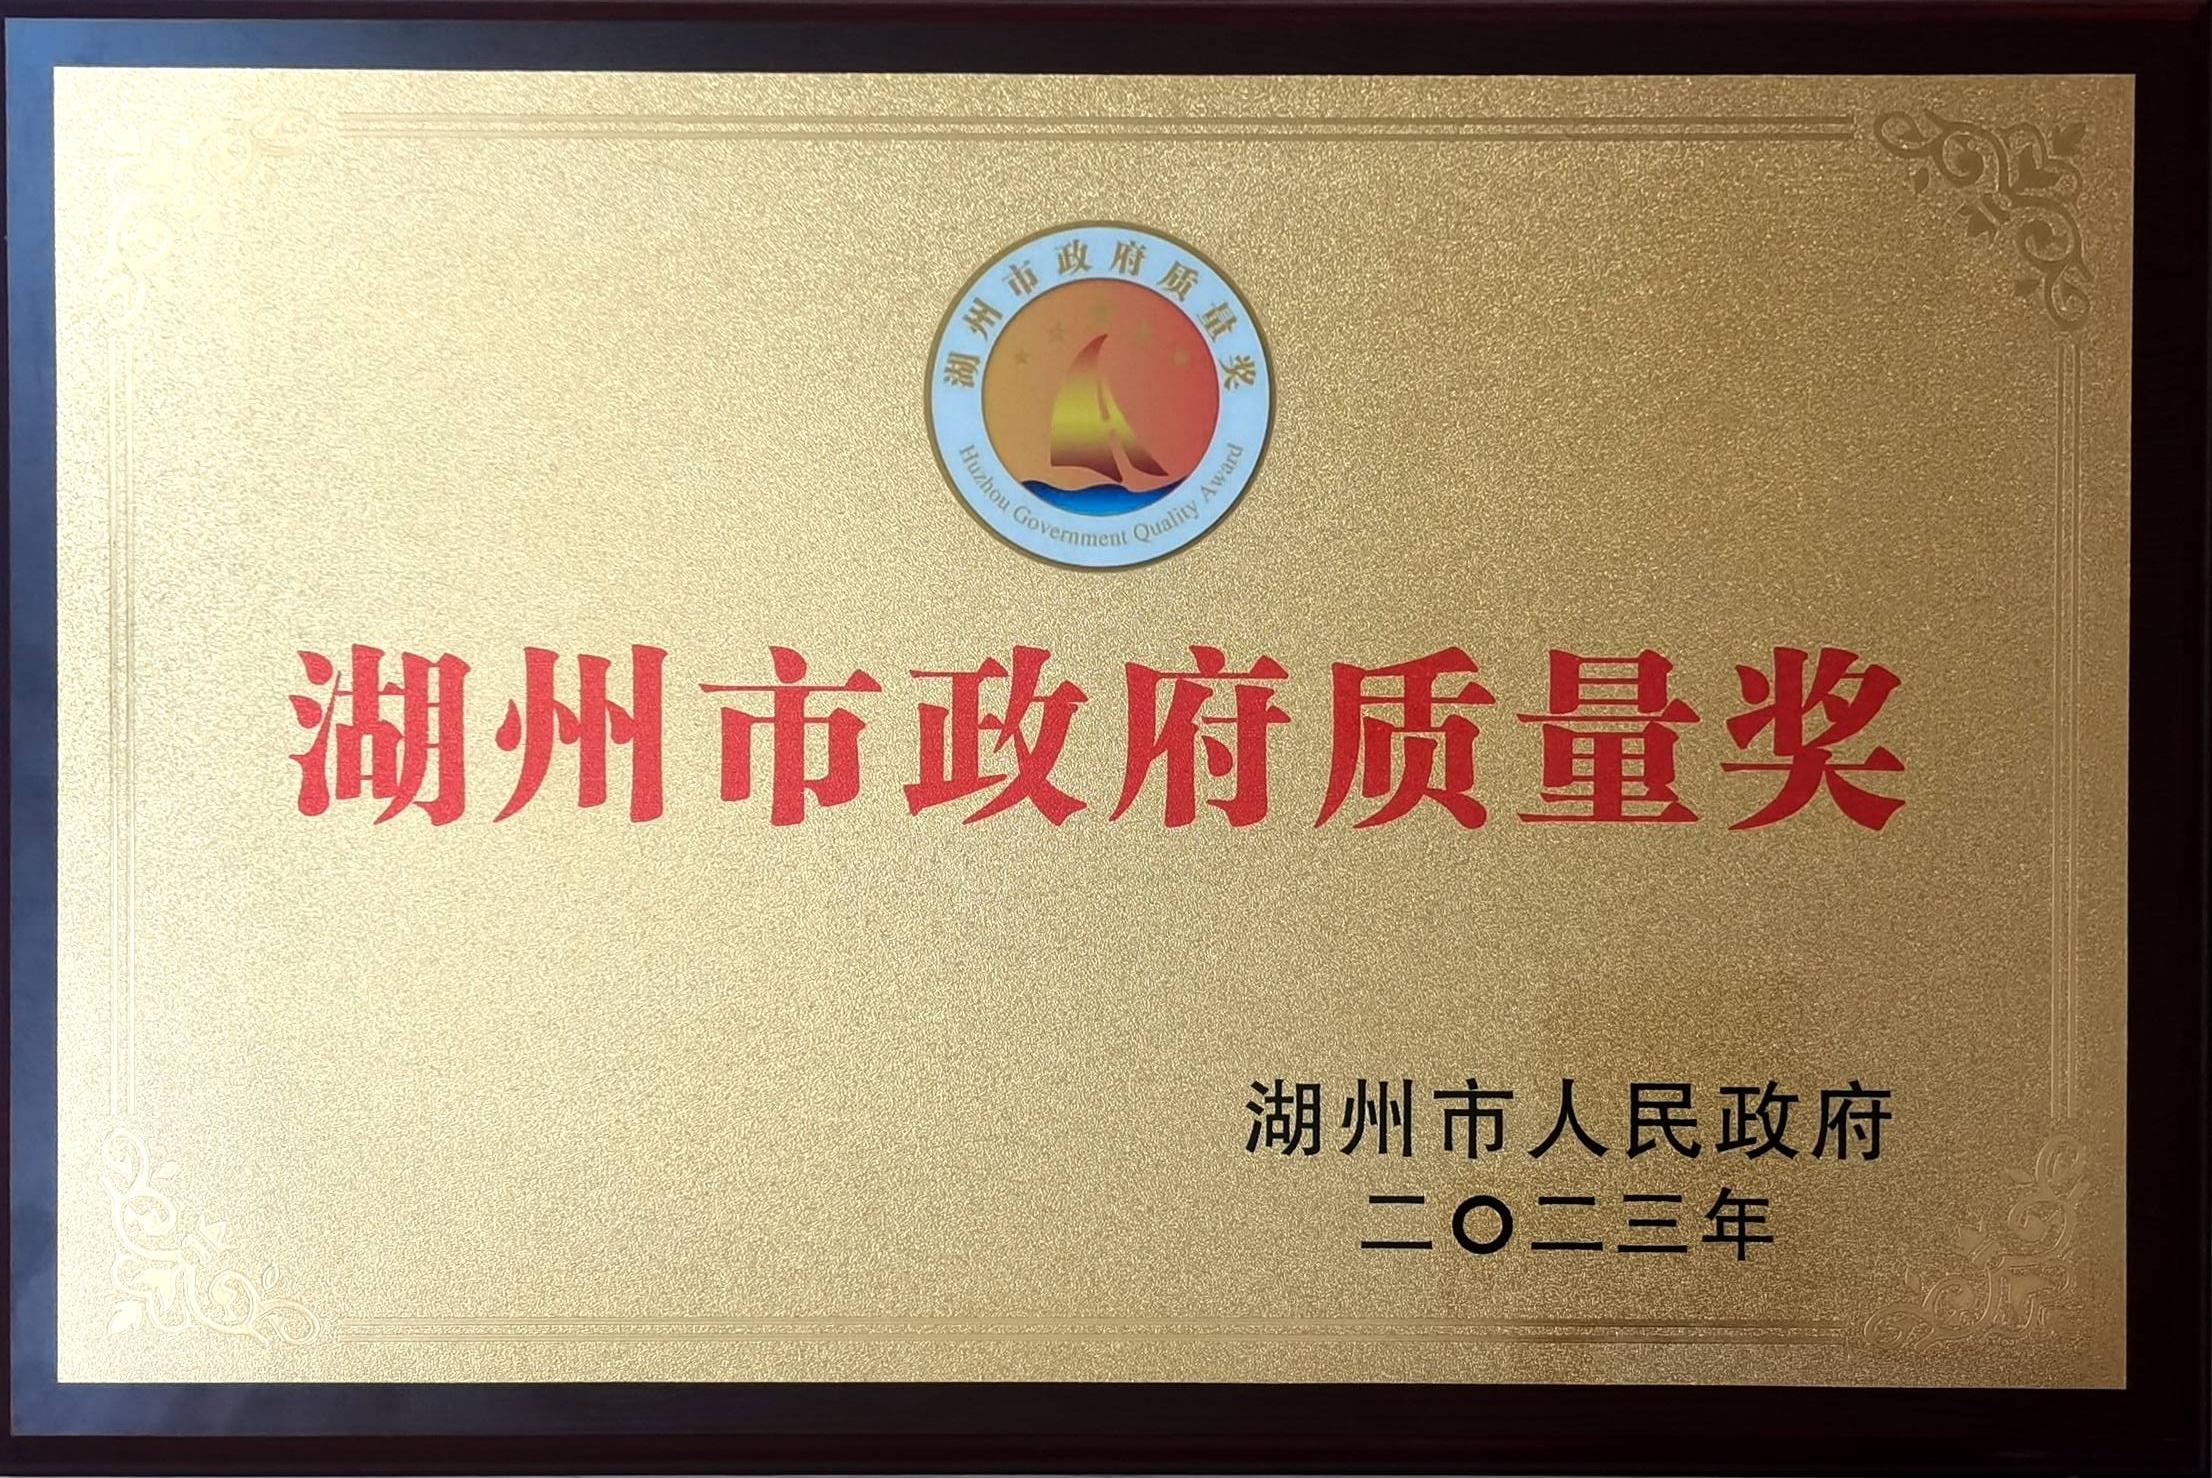 湖州市政府质量奖
Huzhou Government Quality Award
湖州市政府质量奖
湖州市人民政府
二〇二三年